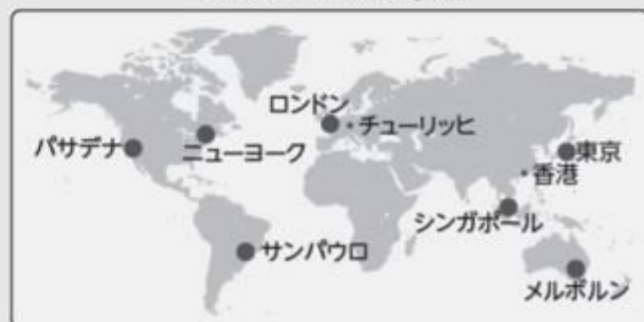 ロンドン
チューリッヒ
パサデナ
ニューヨーク
東京
香港
シンガポール
サンパウロ
メルボルン